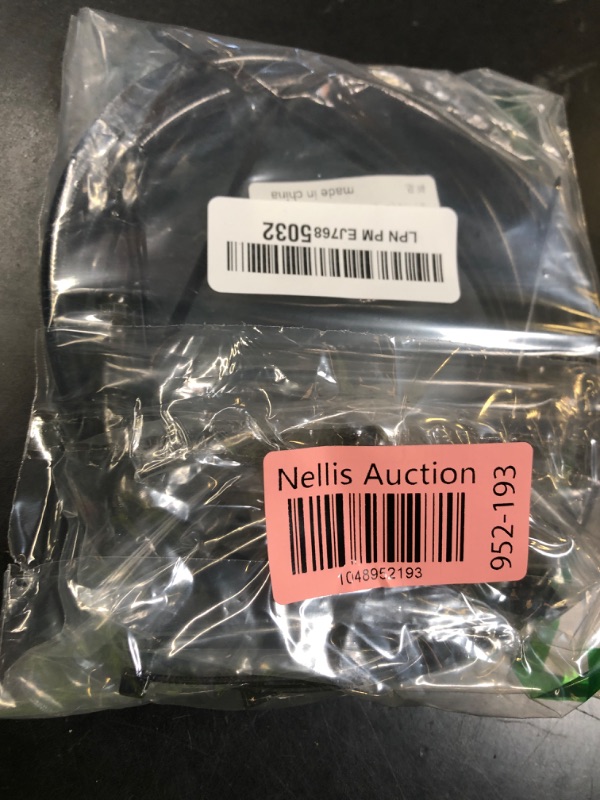 made in china
LPN PM EJ7685032
Nellis Auction
1048952193
952-193